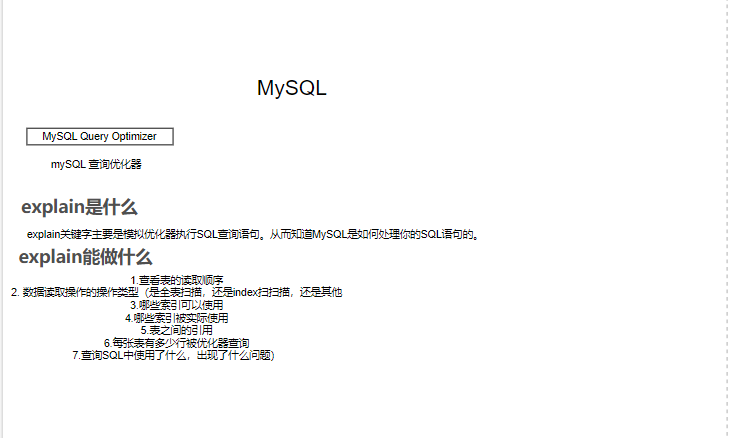 MySQL
MySQL Query Optimizer
mySQL 查询优化器
explain是什么
explain关键字主要是模拟优化器执行SQL查询语句。从而知道MySQL是如何处理你的SQL语句的。
explain能做什么
1.查看表的读取顺序
2. 数据读取操作的操作类型（是全表扫描，还是index扫扫描，还是其他
3.哪些索引可以使用
4.哪些索引被实际使用
5.表之间的引用
6.每张表有多少行被优化器查询
7.查询SQL中使用了什么，出现了什么问题）